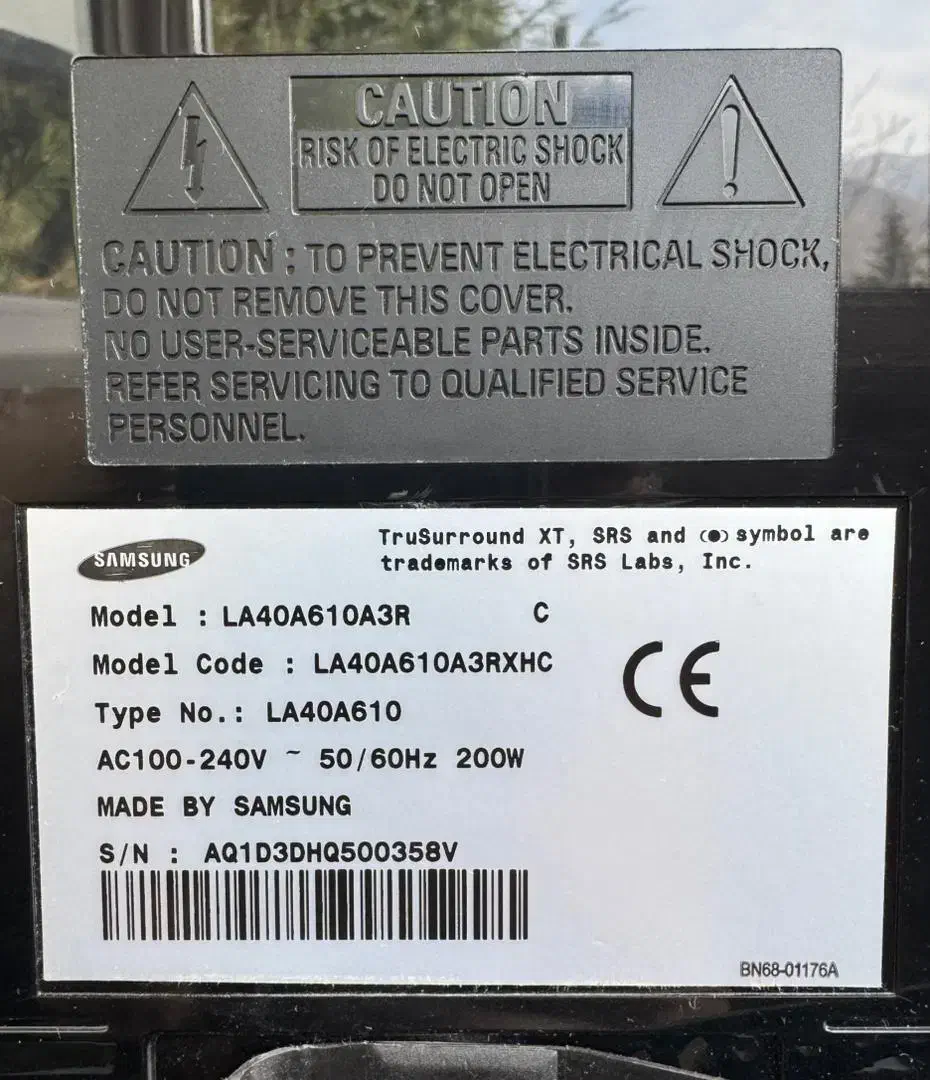 CAUTION
RISK OF ELECTRIC SHOCK
DO NOT OPEN
CAUTION : TO PREVENT ELECTRICAL SHOCK,
DO NOT REMOVE THIS COVER.
NO USER-SERVICEABLE PARTS INSIDE.
REFER SERVICING TO QUALIFIED SERVICE
PERSONNEL.
SAMSUNG
TruSurround XT, SRS and (●) symbol are
trademarks of SRS Labs, Inc.
Model : LA40A610A3R C
Model Code : LA40A610A3RXHC
CE
Type No.: LA40A610
AC100-240V ~ 50/60Hz 200W
MADE BY SAMSUNG
S/N : AQ1D3DHQ500358V
BN68-01176A